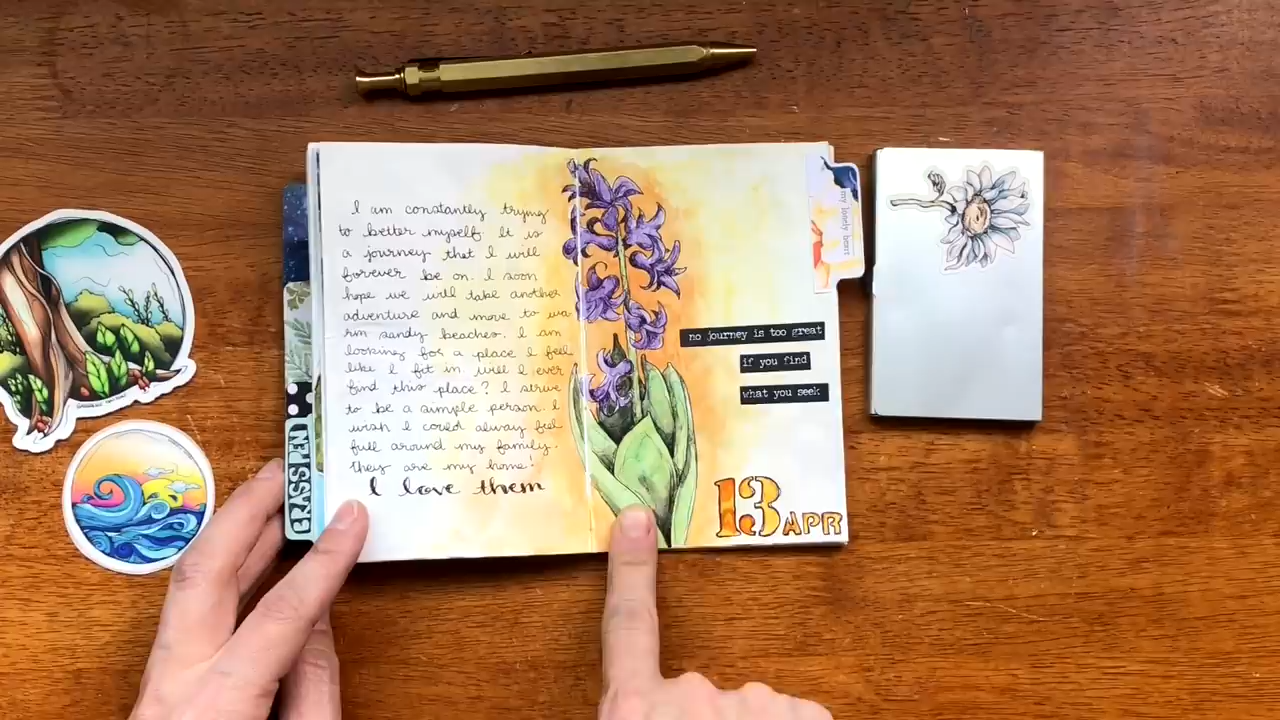 I am constantly trying
to better myself. It is
a journey that I will
forever be on. I soon
hope we will take another
adventure and move to wa
rm sandy beaches. I am
looking for a place I feel
like I fit in. will I ever
find this place? I strive
to be a simple person. I
wish I could alway feel
full around my family.
they are my home!
I love them
no journey is too great
if you find
what you seek
13 APR
my lonely heart
GRASS PEN